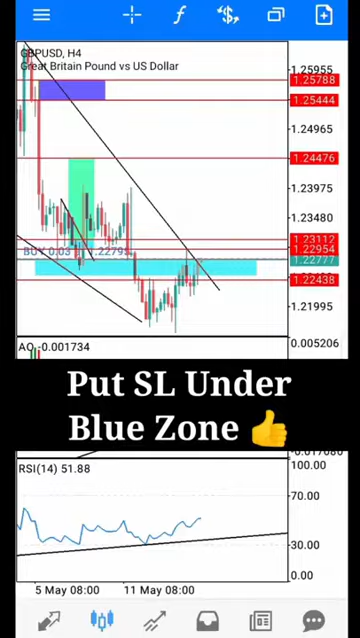 GBPUSD, H4
Great Britain Pound vs US Dollar
1.25955
1.25788
1.25444
1.24965
1.24476
1.23975
1.23480
1.23112
1.22954
BUY 0.03
1.22777
1.22438
1.21995
0.005206
AO -0.001734
Put SL Under
Blue Zone 👍
RSI(14) 51.88
100.00
70.00
30.00
0.00
5 May 08:00
11 May 08:00